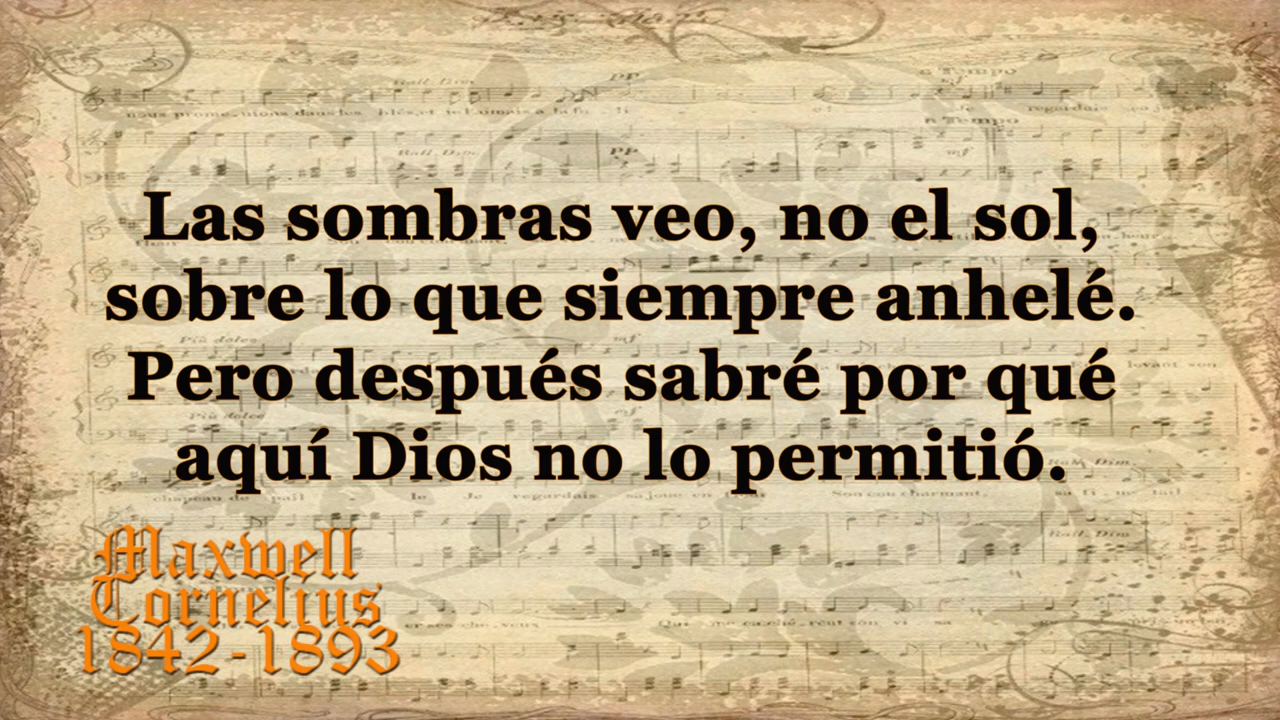 Las sombras veo, no el sol,
sobre lo que siempre anhelé.
Pero después sabré por qué
aquí Dios no lo permitió.
Maxwell
Cornelius
1842-1893